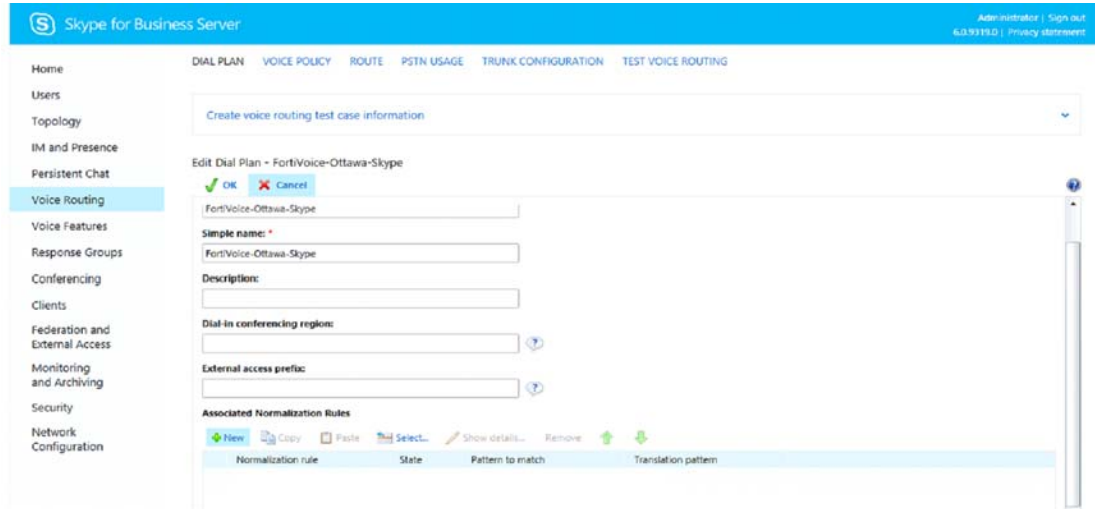 Skype for Business Server
Administrator | Sign out
6.0.9319.0 | Privacy statement
Home
Users
Topology
IM and Presence
Persistent Chat
Voice Routing
Voice Features
Response Groups
Conferencing
Clients
Federation and
External Access
Monitoring
and Archiving
Security
Network
Configuration
DIAL PLAN VOICE POLICY ROUTE PSTN USAGE TRUNK CONFIGURATION TEST VOICE ROUTING
Create voice routing test case information
Edit Dial Plan - FortiVoice-Ottawa-Skype
OK Cancel
FortiVoice-Ottawa-Skype
Simple name: *
FortiVoice-Ottawa-Skype
Description:
Dial-in conferencing region:
External access prefix:
Associated Normalization Rules
New Copy Paste Select... Show details... Remove
Normalization rule State Pattern to match Translation pattern